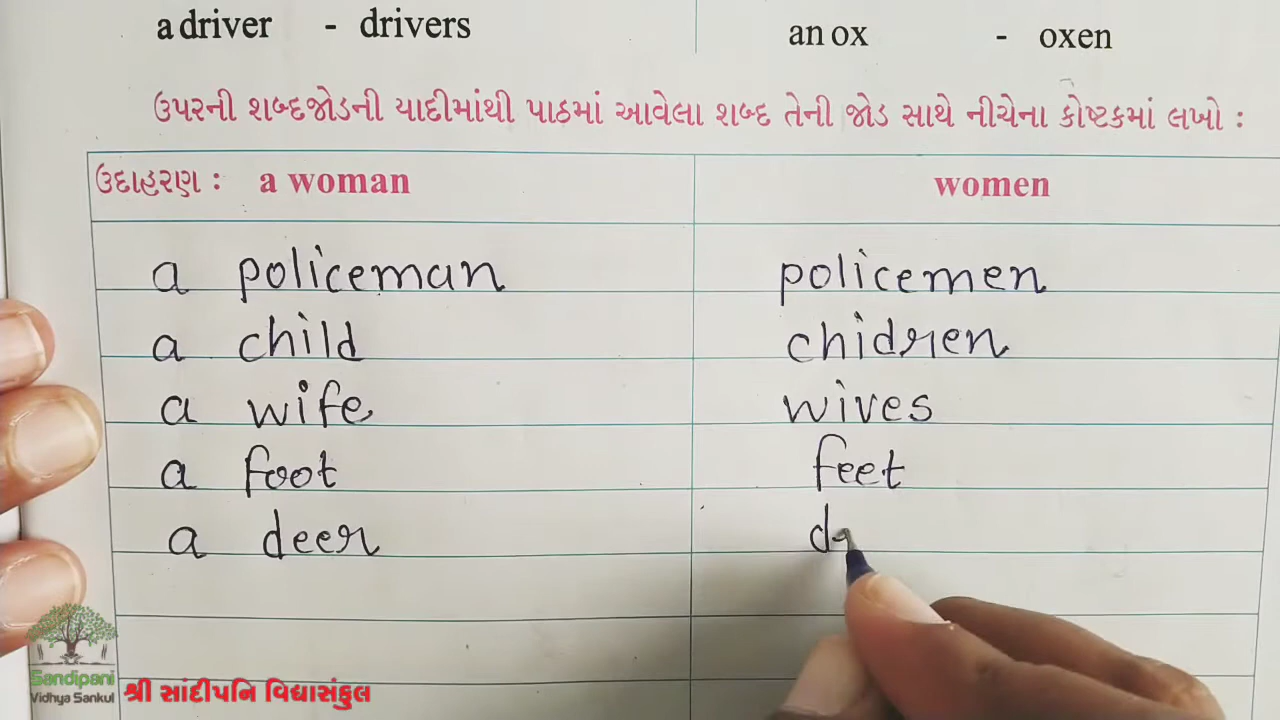 a driver - drivers an ox - oxen
ઉપરની શબ્દજોડની યાદીમાંથી પાઠમાં આવેલા શબ્દ તેની જોડ સાથે નીચેના કોષ્ટકમાં લખો :
ઉદાહરણ : a woman women
a policeman policemen
a child chidren
a wife wives
a foot feet
a deer de
Sandipani
Vidhya Sankul શ્રી સાંદીપનિ વિદ્યાસંકુલ